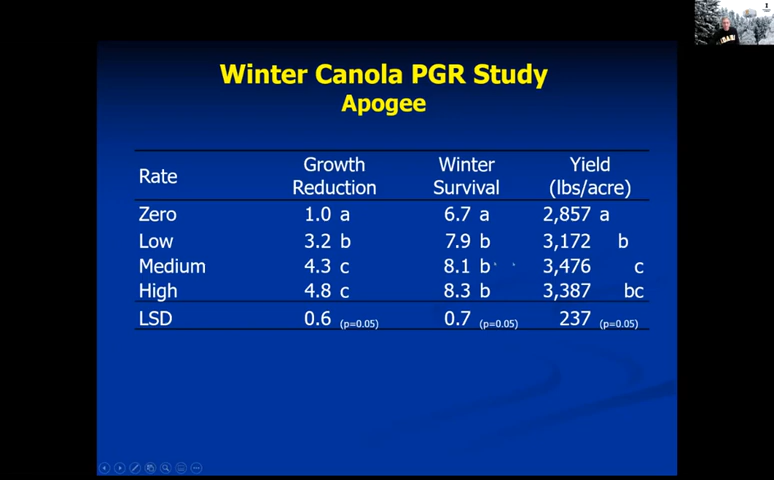 Winter Canola PGR Study
Apogee
Rate Growth Reduction Winter Survival Yield (lbs/acre)
Zero 1.0 a 6.7 a 2,857 a
Low 3.2 b 7.9 b 3,172 b
Medium 4.3 c 8.1 b 3,476 c
High 4.8 c 8.3 b 3,387 bc
LSD 0.6 (p=0.05) 0.7 (p=0.05) 237 (p=0.05)